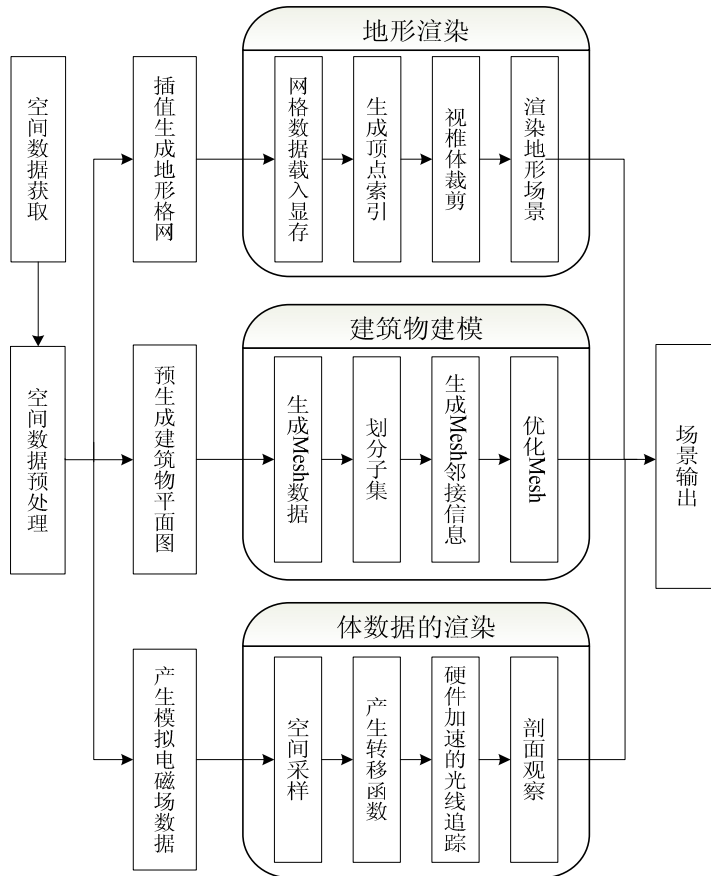 空间数据获取
空间数据预处理
插值生成地形格网
地形渲染
网格数据载入显存
生成顶点索引
视椎体裁剪
渲染地形场景
预生成建筑物平面图
建筑物建模
生成Mesh数据
划分子集
生成Mesh邻接信息
优化Mesh
产生模拟电磁场数据
体数据的渲染
空间采样
产生转移函数
硬件加速的光线追踪
剖面观察
场景输出